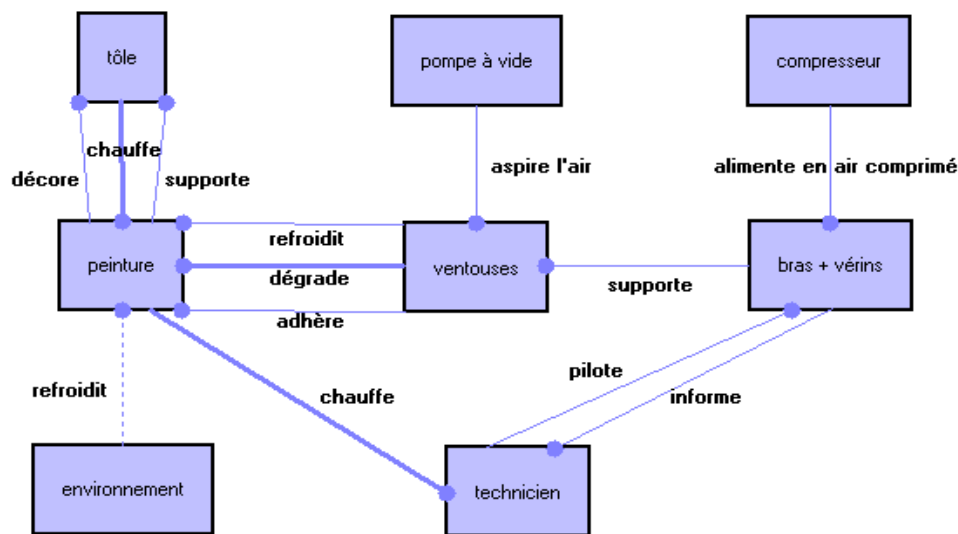 tôle
pompe à vide
compresseur
chauffe
décore
supporte
aspire l'air
alimente en air comprimé
peinture
refroidit
dégrade
adhère
ventouses
supporte
bras + vérins
refroidit
chauffe
pilote
informe
environnement
technicien